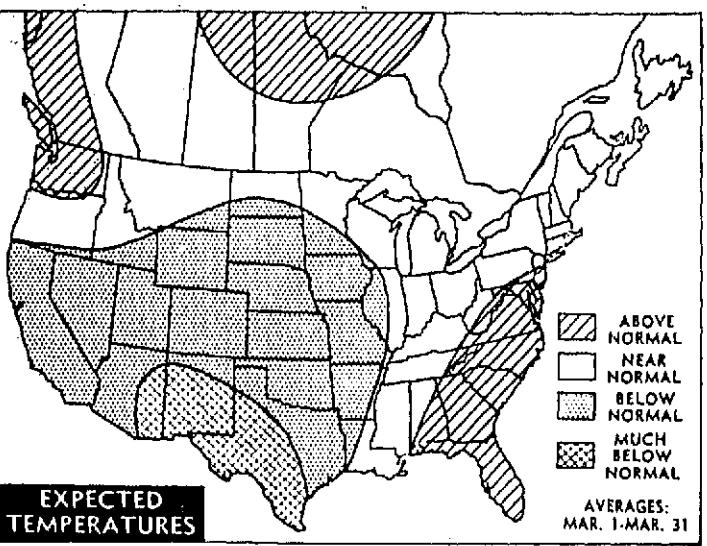 ABOVE
NORMAL
NEAR
NORMAL
BELOW
NORMAL
MUCH
BELOW
NORMAL
EXPECTED
TEMPERATURES
AVERAGES:
MAR. 1-MAR. 31